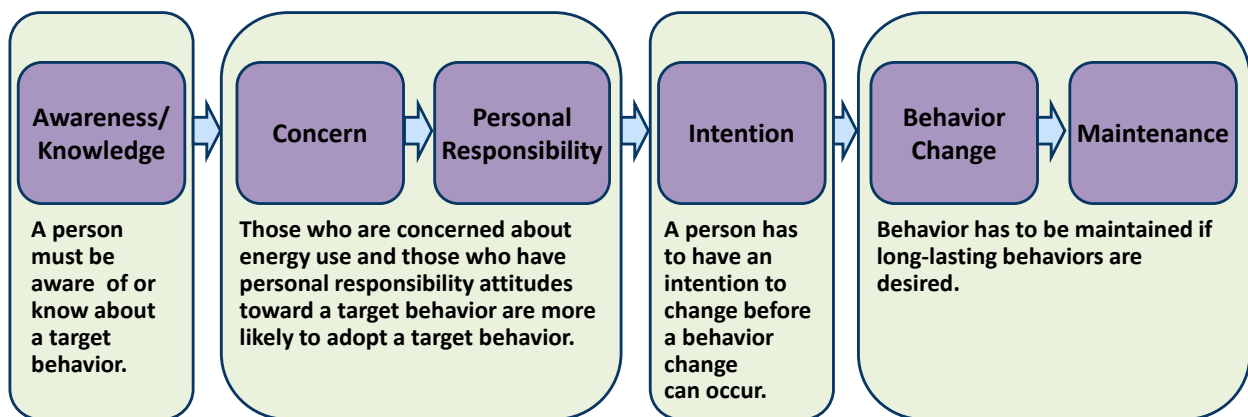 Awareness/
Knowledge
Concern
Personal
Responsibility
Intention
Behavior
Change
Maintenance
A person
must be
aware  of or
know about
a target
behavior.
Those who are concerned about
energy use and those who have
personal responsibility attitudes
toward a target behavior are more
likely to adopt a target behavior.
A person has
to have an
intention to
change before
a behavior
change
can occur.
Behavior has to be maintained if
long-lasting behaviors are
desired.